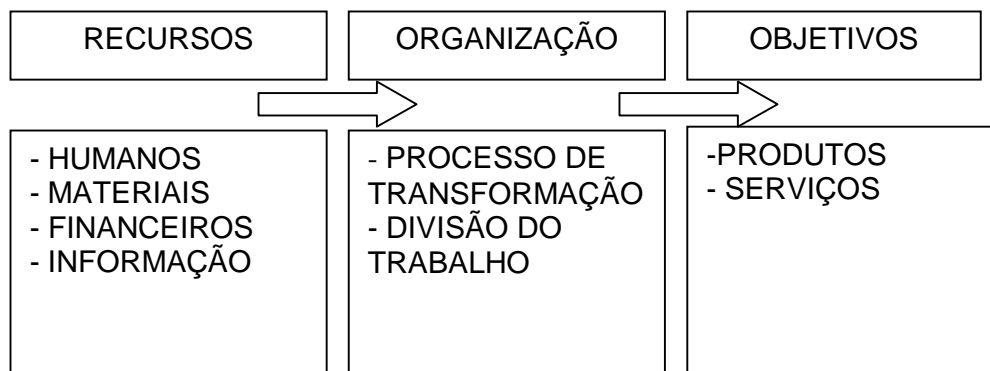 RECURSOS
ORGANIZAÇÃO
OBJETIVOS
- HUMANOS
- MATERIAIS
- FINANCEIROS
- INFORMAÇÃO
- PROCESSO DE
TRANSFORMAÇÃO
- DIVISÃO DO
TRABALHO
-PRODUTOS
- SERVIÇOS